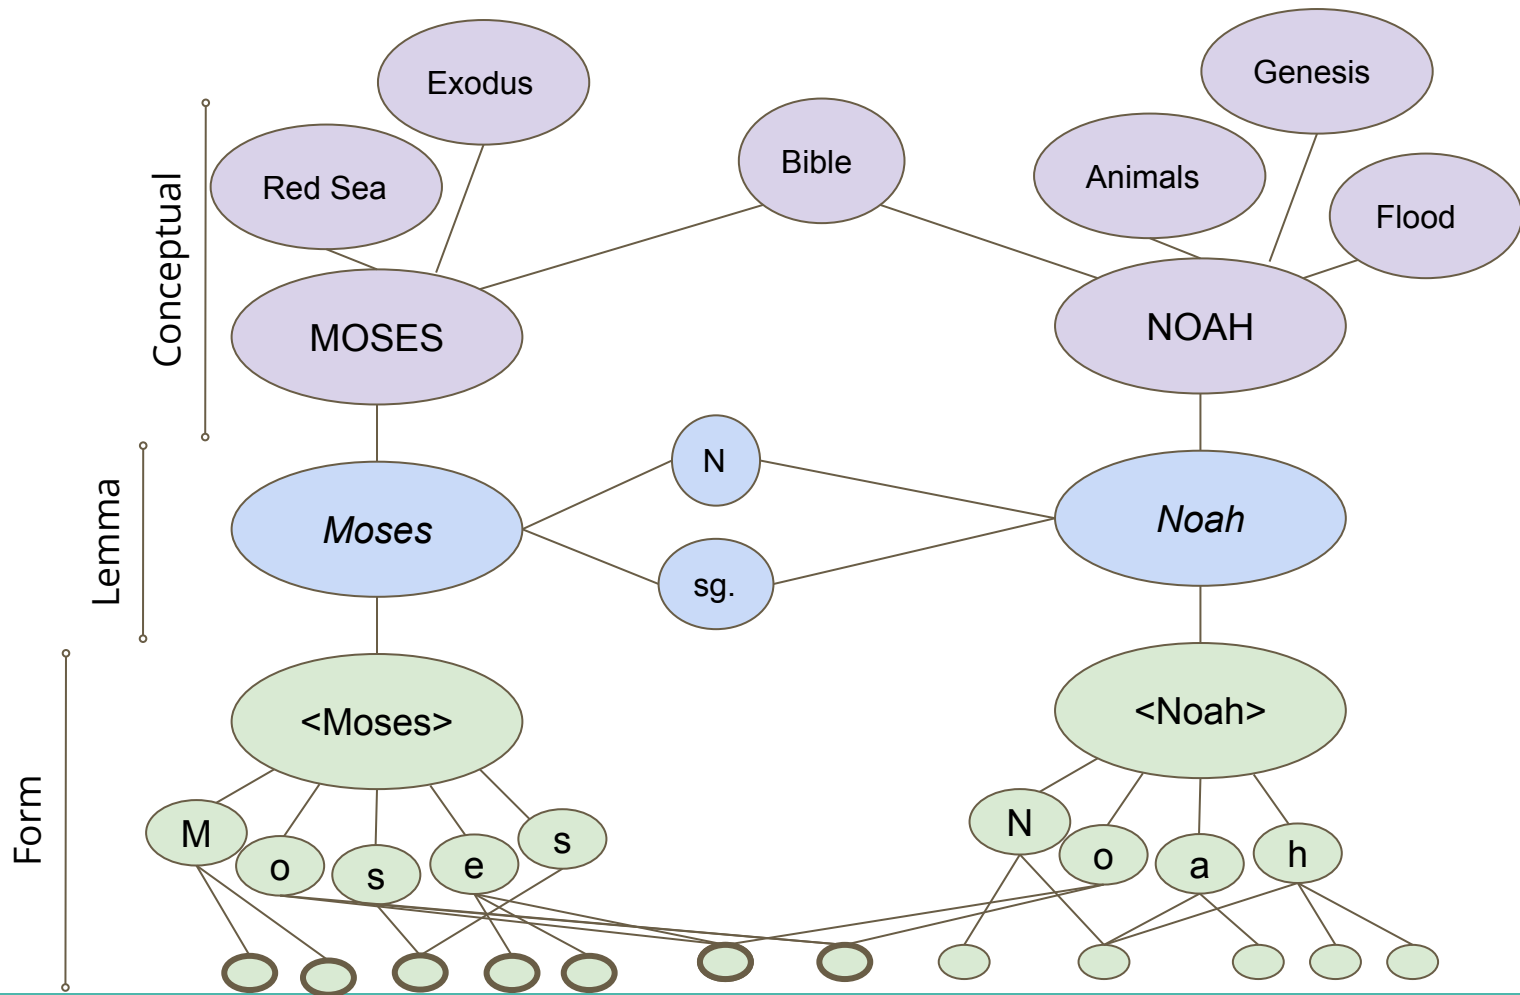 Conceptual
Exodus
Red Sea
Bible
Genesis
Animals
Flood
MOSES
NOAH
Lemma
Moses
N
sg.
Noah
Form
<Moses>
<Noah>
M
o
s
e
s
N
o
a
h